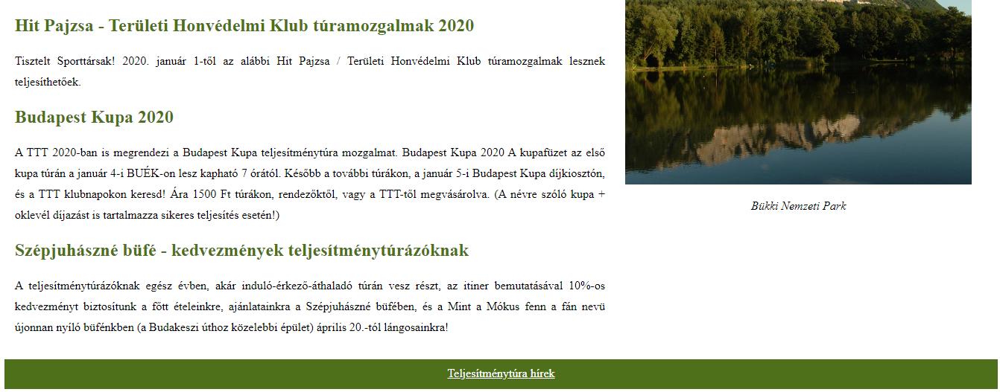 Hit Pajzsa - Területi Honvédelmi Klub túramozgalmak 2020
Tisztelt Sporttársak! 2020. január 1-től az alábbi Hit Pajzsa / Területi Honvédelmi Klub túramozgalmak lesznek
teljesíthetőek.
Budapest Kupa 2020
A TTT 2020-ban is megrendezi a Budapest Kupa teljesítménytúra mozgalmat. Budapest Kupa 2020 A kupafüzet az első
kupa túrán a január 4-i BUÉK-on lesz kapható 7 órától. Később a további túrákon, a január 5-i Budapest Kupa díjkiosztón,
és a TTT klubnapokon keresd! Ára 1500 Ft túrákon, rendezőktől, vagy a TTT-től megvásárolva. (A névre szóló kupa +
oklevél díjazást is tartalmazza sikeres teljesítés esetén!)
Szépjuhászné büfé - kedvezmények teljesítménytúrázóknak
A teljesítménytúrázóknak egész évben, akár induló-érkező-áthaladó túrán vesz részt, az itiner bemutatásával 10%-os
kedvezményt biztosítunk a főtt ételeinkre, ajánlatainkra a Szépjuhászné büfében, és a Mint a Mókus fenn a fán nevü
újonnan nyíló büfénkben (a Budakeszi úthoz közelebbi épület) április 20.-tól lángosainkra!
Bükki Nemzeti Park
Teljesítménytúra hírek